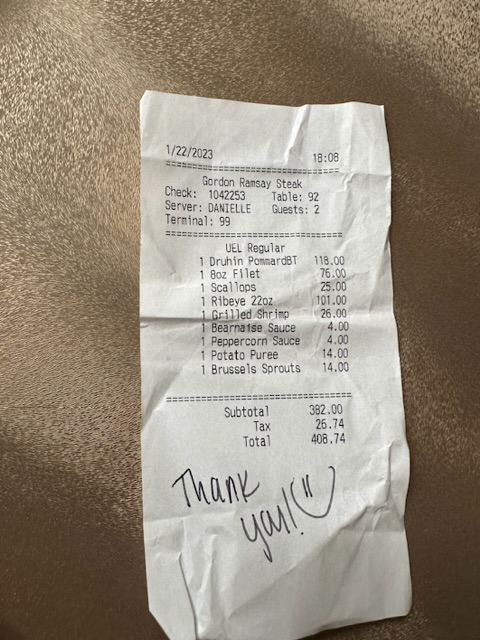 1/22/2023 18:08
==================================
Gordon Ramsay Steak
Check: 1042253 Table: 92
Server: DANIELLE Guests: 2
Terminal: 99
==================================
UEL Regular
1 Druhin PommardBT 118.00
1 8oz Filet 76.00
1 Scallops 25.00
1 Ribeye 22oz 101.00
1 Grilled Shrimp 26.00
1 Bearnaise Sauce 4.00
1 Peppercorn Sauce 4.00
1 Potato Puree 14.00
1 Brussels Sprouts 14.00
==================================
Subtotal 382.00
Tax 26.74
Total 408.74
Thank
yall!